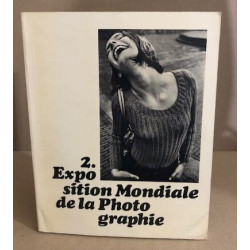 2.
Expo
sition Mondiale
de la Photo
graphie